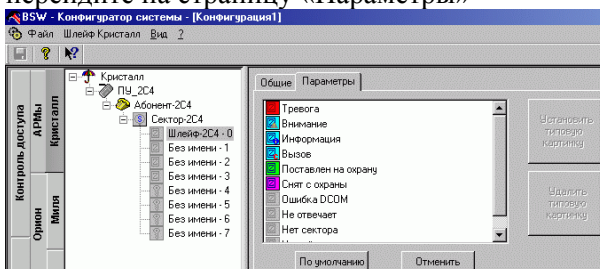 перейдите на страницу «Параметры»
BSW - Конфигуратор системы - [Конфигурация1]
Файл Шлейф Кристалл Вид ?
Контроль доступа
АРМы
Кристалл
Орион
Миля
Кристалл
ПУ_2С4
Абонент-2С4
Сектор-2С4
Шлейф-2С4 - 0
Без имени - 1
Без имени - 2
Без имени - 3
Без имени - 4
Без имени - 5
Без имени - 6
Без имени - 7
Общие Параметры
Тревога
Внимание
Информация
Вызов
Поставлен на охрану
Снят с охраны
Ошибка DCOM
Не отвечает
Нет сектора
Установить типовую картинку
Удалить типовую картинку
По умолчанию
Отменить